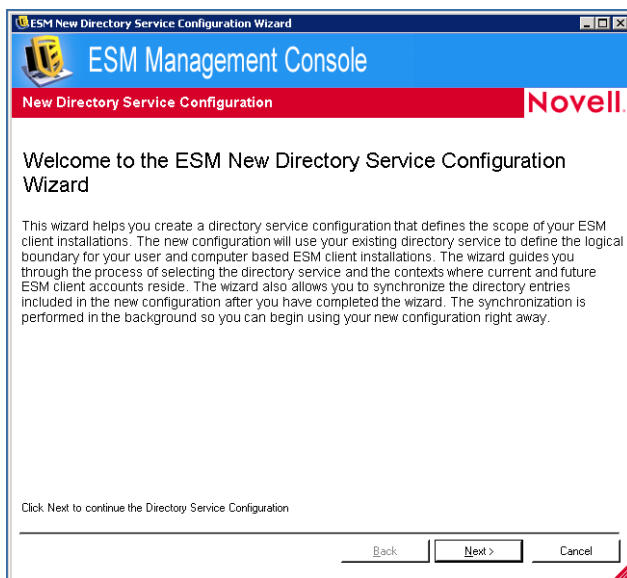 ESM New Directory Service Configuration Wizard
ESM Management Console
New Directory Service Configuration
Novell.
Welcome to the ESM New Directory Service Configuration
Wizard
This wizard helps you create a directory service configuration that defines the scope of your ESM
client installations. The new configuration will use your existing directory service to define the logical
boundary for your user and computer based ESM client installations. The wizard guides you
through the process of selecting the directory service and the contexts where current and future
ESM client accounts reside. The wizard also allows you to synchronize the directory entries
included in the new configuration after you have completed the wizard. The synchronization is
performed in the background so you can begin using your new configuration right away.
Click Next to continue the Directory Service Configuration
Back
Next >
Cancel